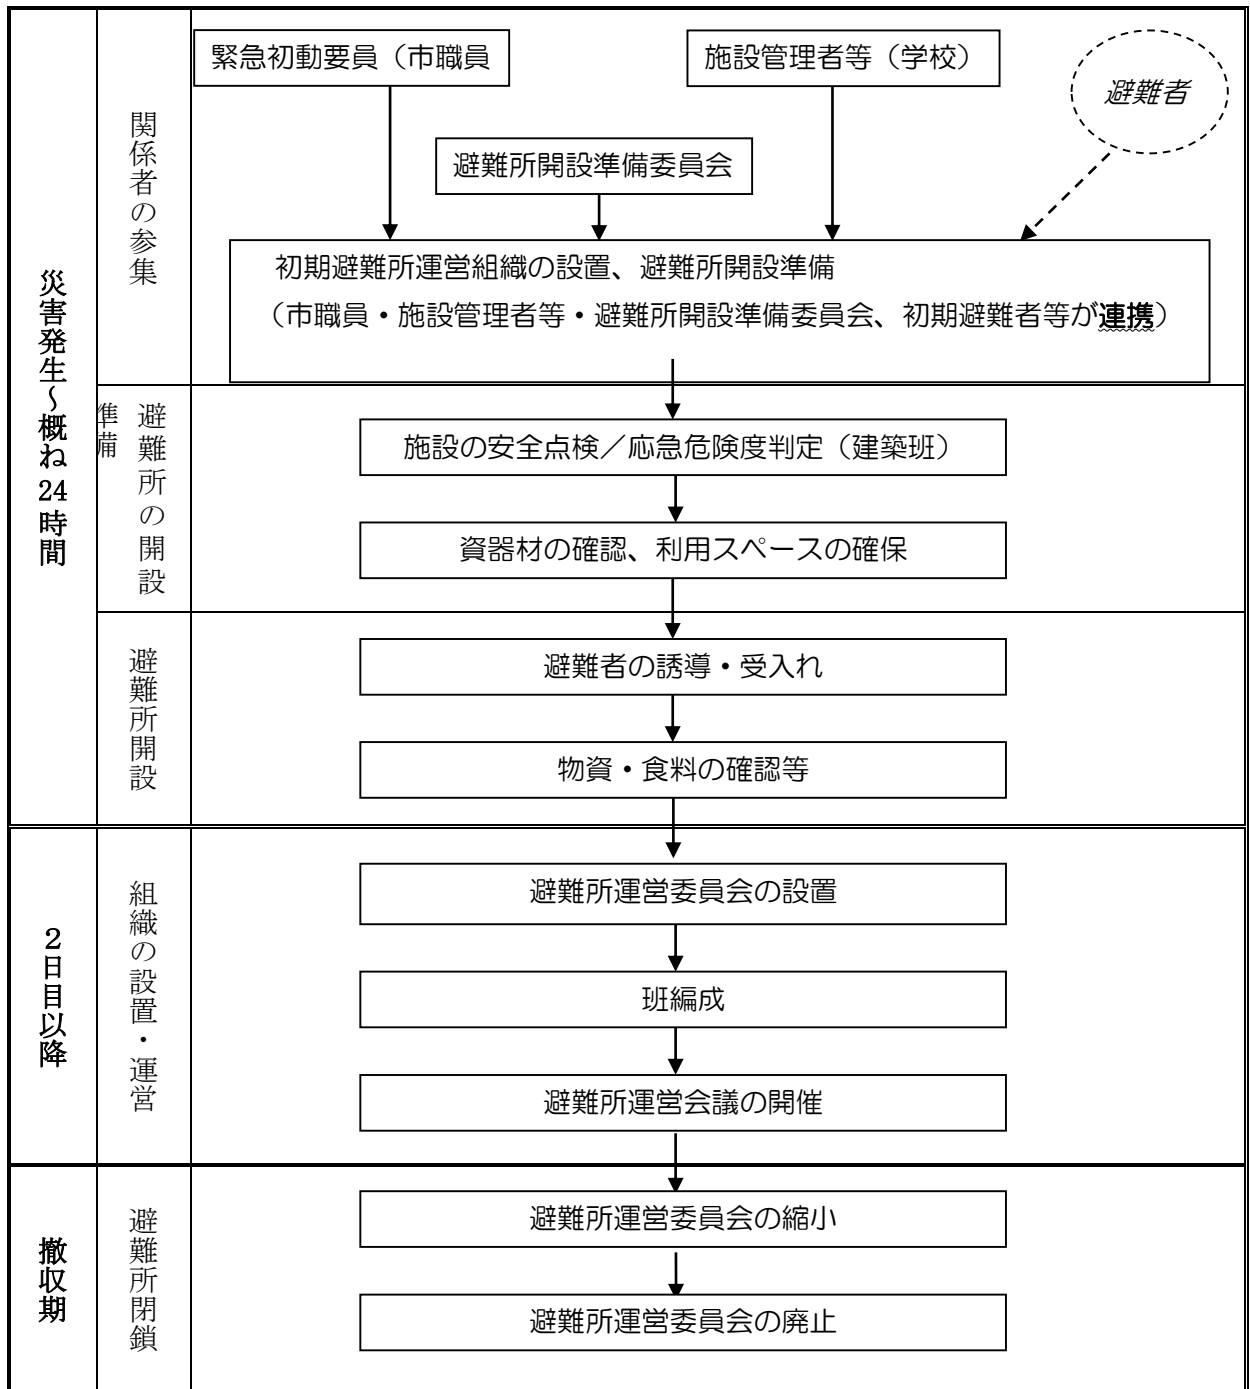 災害発生～概ね24時間
関係者の参集
緊急初動要員（市職員
施設管理者等（学校）
避難者
避難所開設準備委員会
初期避難所運営組織の設置、避難所開設準備
（市職員・施設管理者等・避難所開設準備委員会、初期避難者等が連携）
避難所の開設
準備
施設の安全点検／応急危険度判定（建築班）
資器材の確認、利用スペースの確保
避難所開設
避難者の誘導・受入れ
物資・食料の確認等
２日目以降
組織の設置・運営
避難所運営委員会の設置
班編成
避難所運営会議の開催
撤収期
避難所閉鎖
避難所運営委員会の縮小
避難所運営委員会の廃止